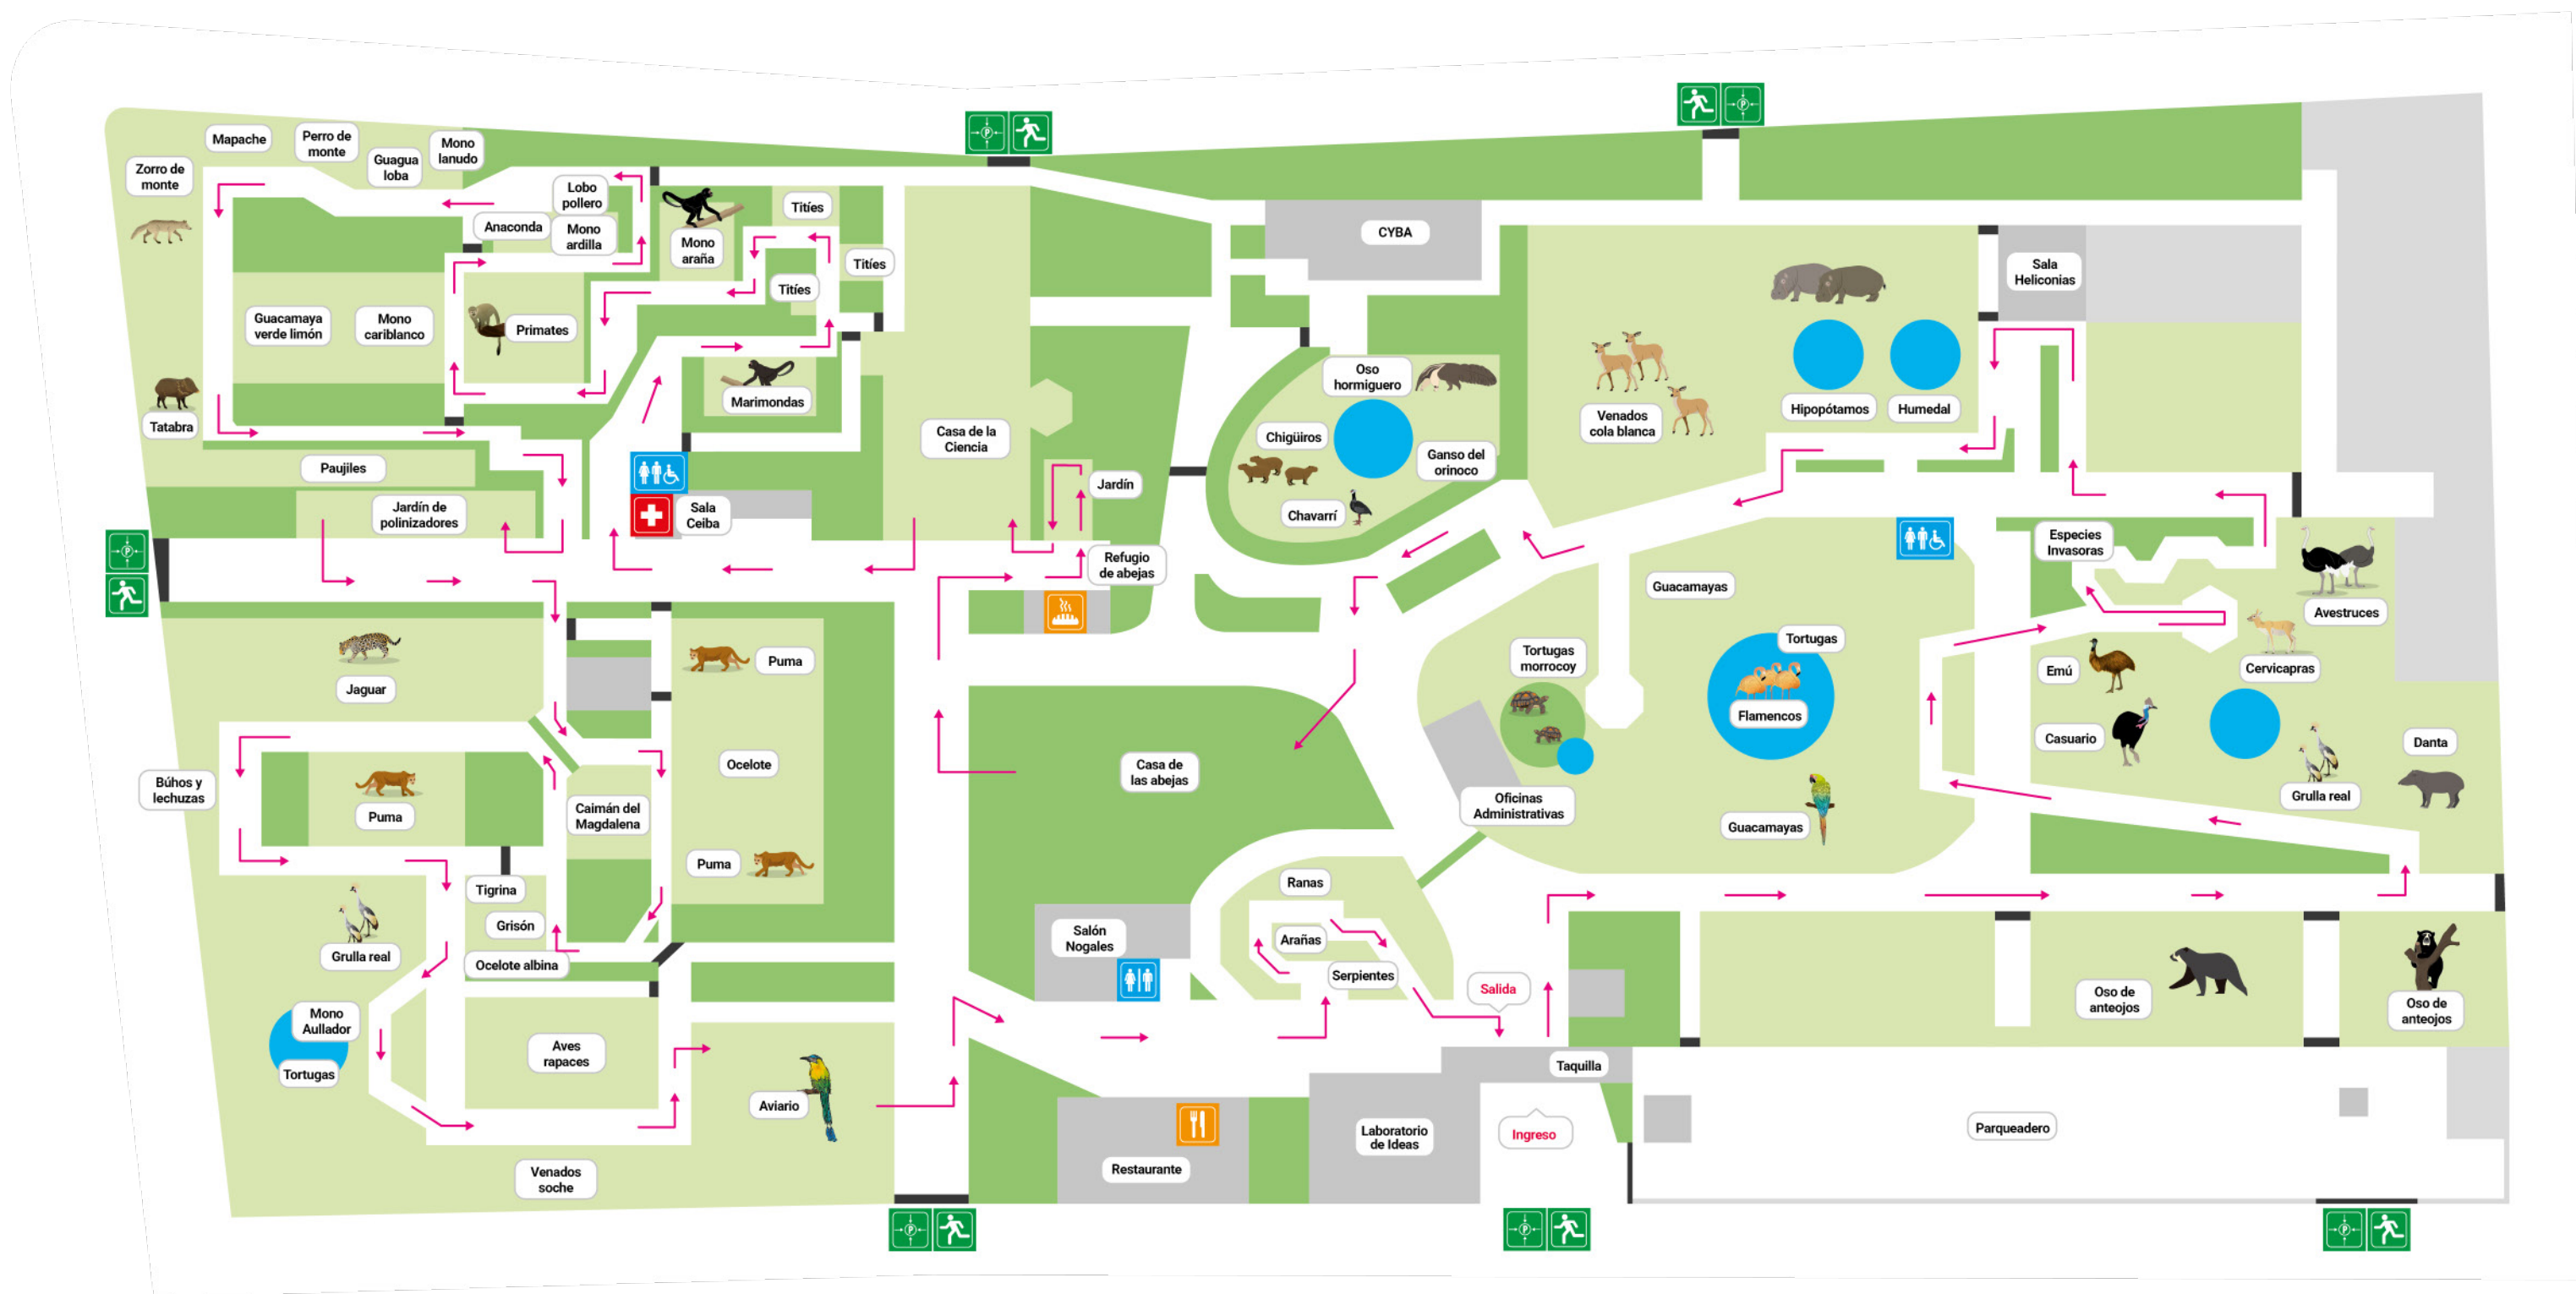 Mapache
Perro de
monte
Guagua
loba
Mono
lanudo
Zorro de
monte
Lobo
pollero
Anaconda
Mono
ardilla
Mono
araña
Titíes
Titíes
Titíes
Guacamaya
verde limón
Mono
cariblanco
Primates
Marimondas
Tatabra
Paujiles
Jardín de
polinizadores
Sala
Ceiba
Casa de la
Ciencia
Jardín
Refugio
de abejas
CYBA
Oso
hormiguero
Chigüiros
Ganso del
orinoco
Chavarrí
Venados
cola blanca
Hipopótamos
Humedal
Sala
Heliconias
Especies
Invasoras
Avestruces
Cervicapras
Emú
Casuario
Grulla real
Danta
Guacamayas
Tortugas
Flamencos
Tortugas
morrocoy
Oficinas
Administrativas
Guacamayas
Jaguar
Puma
Ocelote
Búhos y
lechuzas
Puma
Caimán del
Magdalena
Puma
Tigrina
Grisón
Ocelote albina
Grulla real
Mono
Aullador
Tortugas
Aves
rapaces
Aviario
Venados
soche
Casa de
las abejas
Salón
Nogales
Ranas
Arañas
Serpientes
Salida
Taquilla
Ingreso
Laboratorio
de Ideas
Restaurante
Oso de
anteojos
Oso de
anteojos
Parqueadero
P
P
P
P
P
P